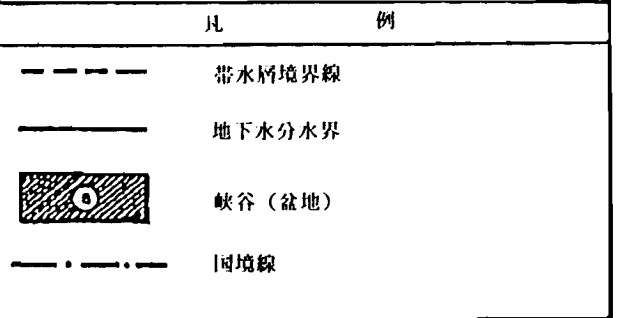 凡 例
帯水層境界線
地下水分水界
峡谷（盆地）
国境線